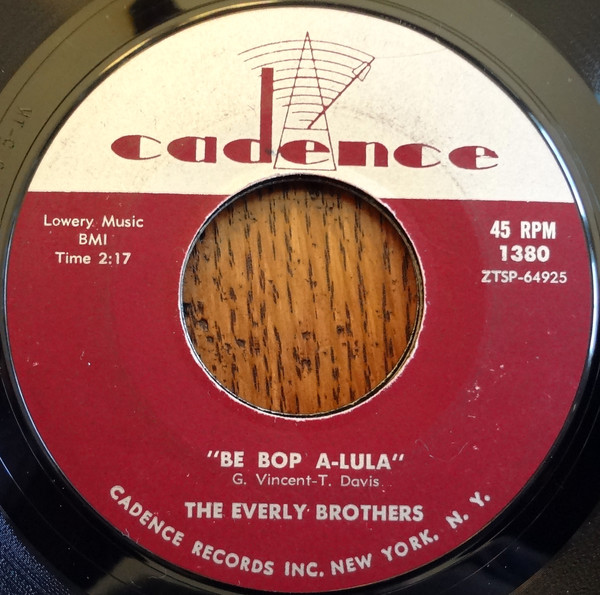 cadence
Lowery Music
BMI
Time 2:17
45 RPM
1380
ZTSP-64925
"BE BOP A-LULA"
G. Vincent-T. Davis
THE EVERLY BROTHERS
CADENCE RECORDS INC. NEW YORK. N. Y.